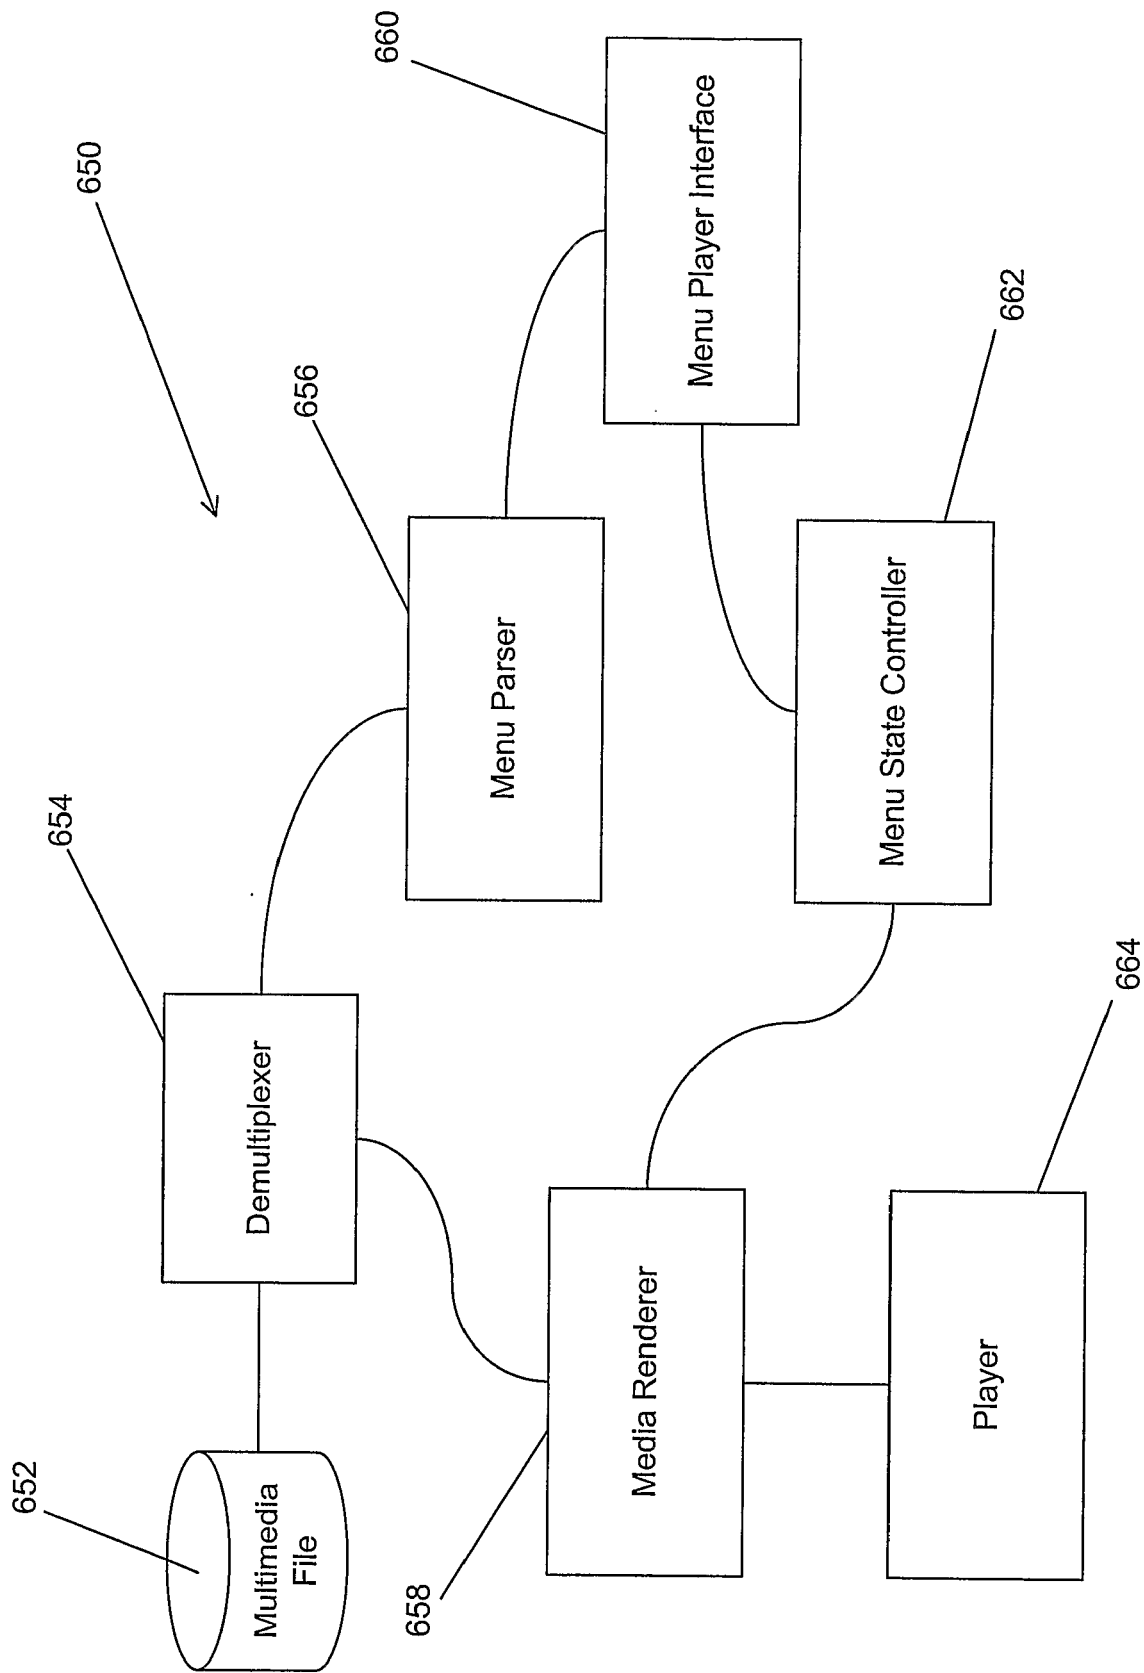 650
652
Multimedia
File
654
Demultiplexer
656
Menu Parser
660
Menu Player Interface
658
Media Renderer
662
Menu State Controller
664
Player